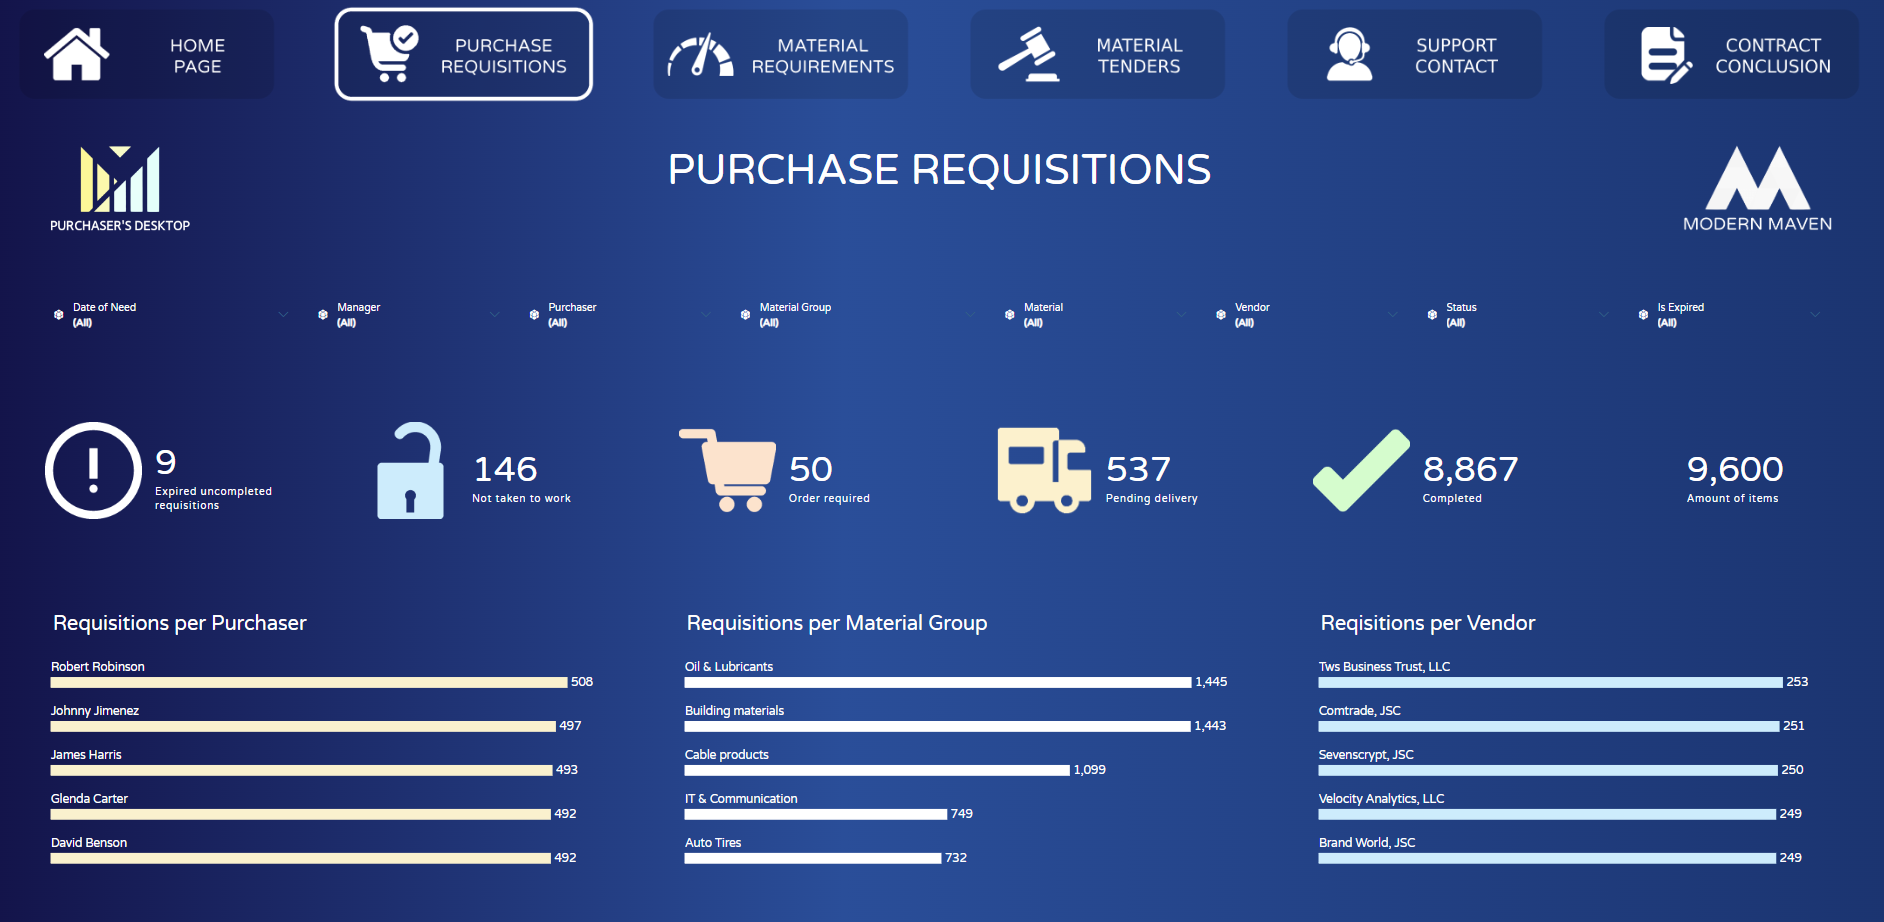 HOME
PAGE
PURCHASE
REQUISITIONS
MATERIAL
REQUIREMENTS
MATERIAL
TENDERS
SUPPORT
CONTACT
CONTRACT
CONCLUSION
PURCHASER'S DESKTOP
PURCHASE REQUISITIONS
MODERN MAVEN
Date of Need
(All)
Manager
(All)
Purchaser
(All)
Material Group
(All)
Material
(All)
Vendor
(All)
Status
(All)
Is Expired
(All)
9
Expired uncompleted
requisitions
146
Not taken to work
50
Order required
537
Pending delivery
8,867
Completed
9,600
Amount of items
Requisitions per Purchaser
Robert Robinson
508
Johnny Jimenez
497
James Harris
493
Glenda Carter
492
David Benson
492
Requisitions per Material Group
Oil & Lubricants
1,445
Building materials
1,443
Cable products
1,099
IT & Communication
749
Auto Tires
732
Reqisitions per Vendor
Tws Business Trust, LLC
253
Comtrade, JSC
251
Sevenscrypt, JSC
250
Velocity Analytics, LLC
249
Brand World, JSC
249